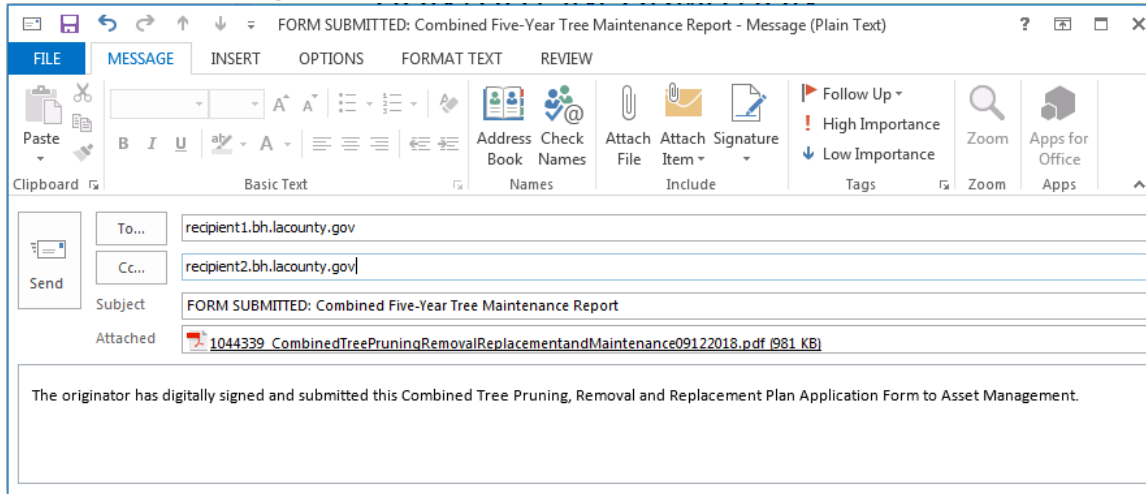 FORM SUBMITTED: Combined Five-Year Tree Maintenance Report - Message (Plain Text) ?
FILE MESSAGE INSERT OPTIONS FORMAT TEXT REVIEW
Paste
B I U aby A A A
Address Book
Check Names
Attach File
Attach Item
Signature
Follow Up
High Importance
Low Importance
Zoom
Apps for Office
Clipboard Basic Text Names Include Tags Zoom Apps
Send
To... recipient1.bh.lacounty.gov
Cc... recipient2.bh.lacounty.gov
Subject FORM SUBMITTED: Combined Five-Year Tree Maintenance Report
Attached 1044339_CombinedTreePruningRemovalReplacementandMaintenance09122018.pdf (981 KB)
The originator has digitally signed and submitted this Combined Tree Pruning, Removal and Replacement Plan Application Form to Asset Management.